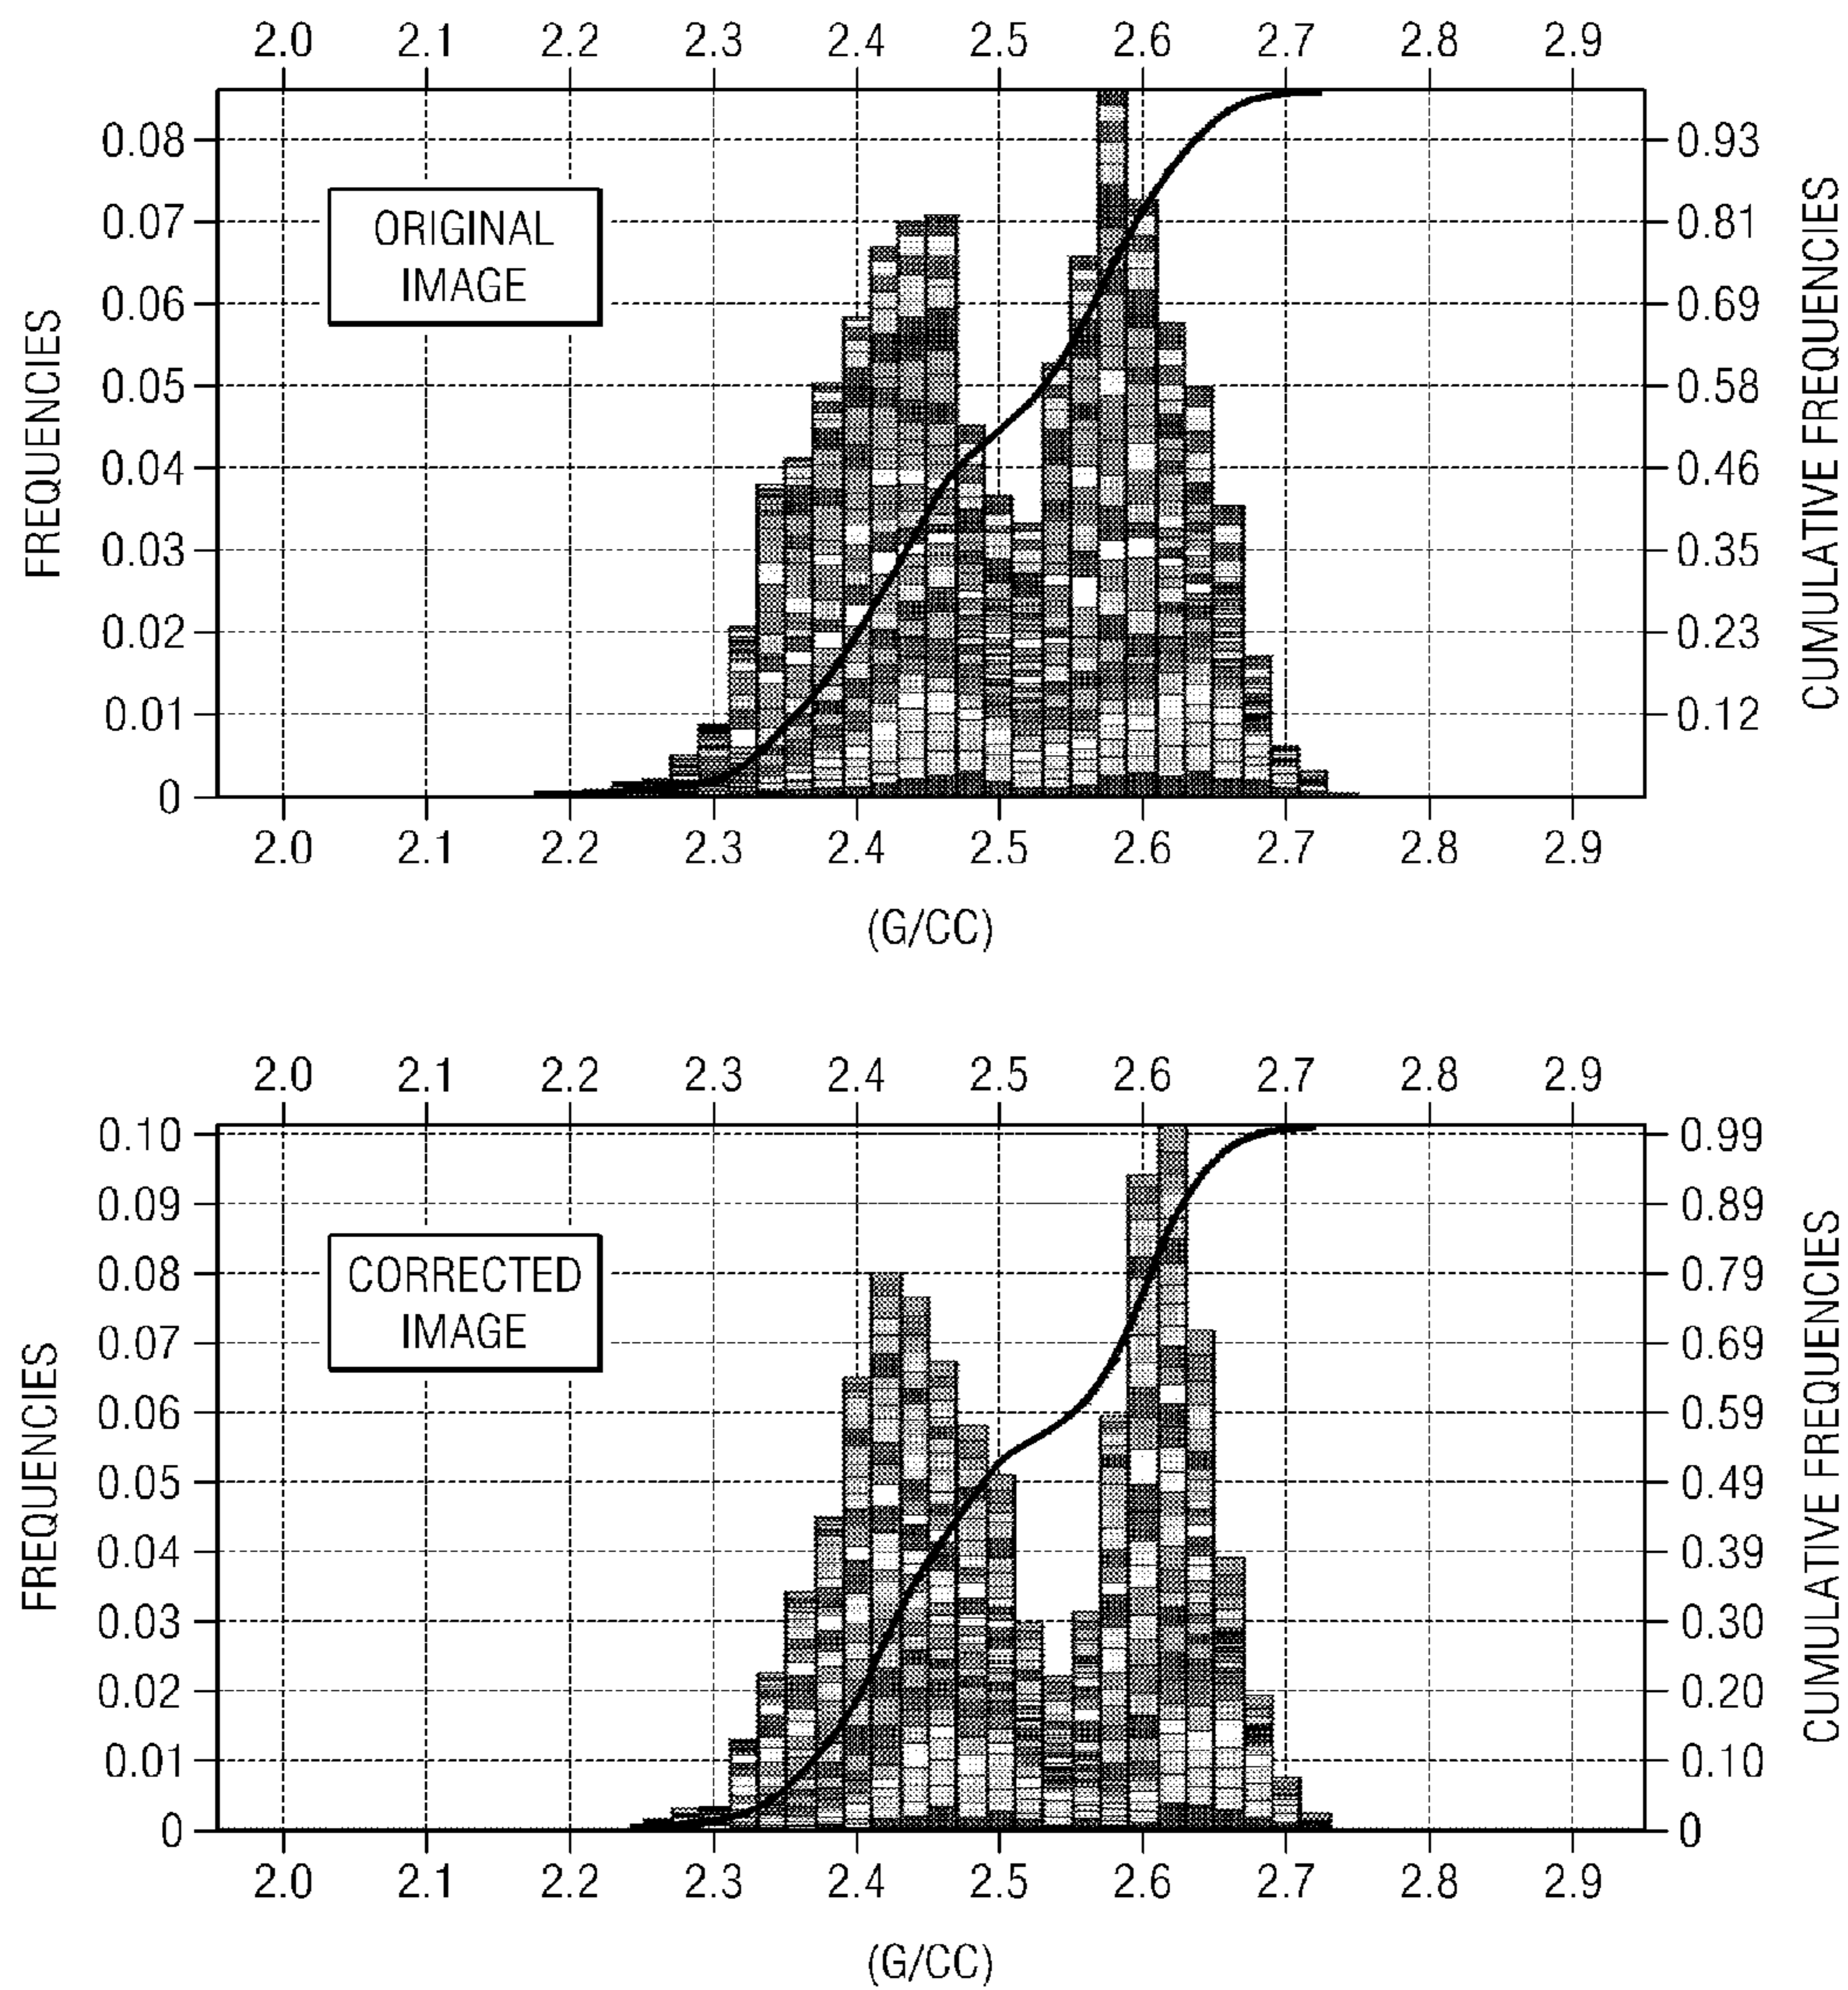 2.0 2.1 2.2 2.3 2.4 2.5 2.6 2.7 2.8 2.9
FREQUENCIES
0.08
0.07
0.06
0.05
0.04
0.03
0.02
0.01
0
ORIGINAL
IMAGE
0.93
0.81
0.69
0.58
0.46
0.35
0.23
0.12
CUMULATIVE FREQUENCIES
2.0 2.1 2.2 2.3 2.4 2.5 2.6 2.7 2.8 2.9
(G/CC)
2.0 2.1 2.2 2.3 2.4 2.5 2.6 2.7 2.8 2.9
FREQUENCIES
0.10
0.09
0.08
0.07
0.06
0.05
0.04
0.03
0.02
0.01
0
CORRECTED
IMAGE
0.99
0.89
0.79
0.69
0.59
0.49
0.39
0.30
0.20
0.10
0
CUMULATIVE FREQUENCIES
2.0 2.1 2.2 2.3 2.4 2.5 2.6 2.7 2.8 2.9
(G/CC)